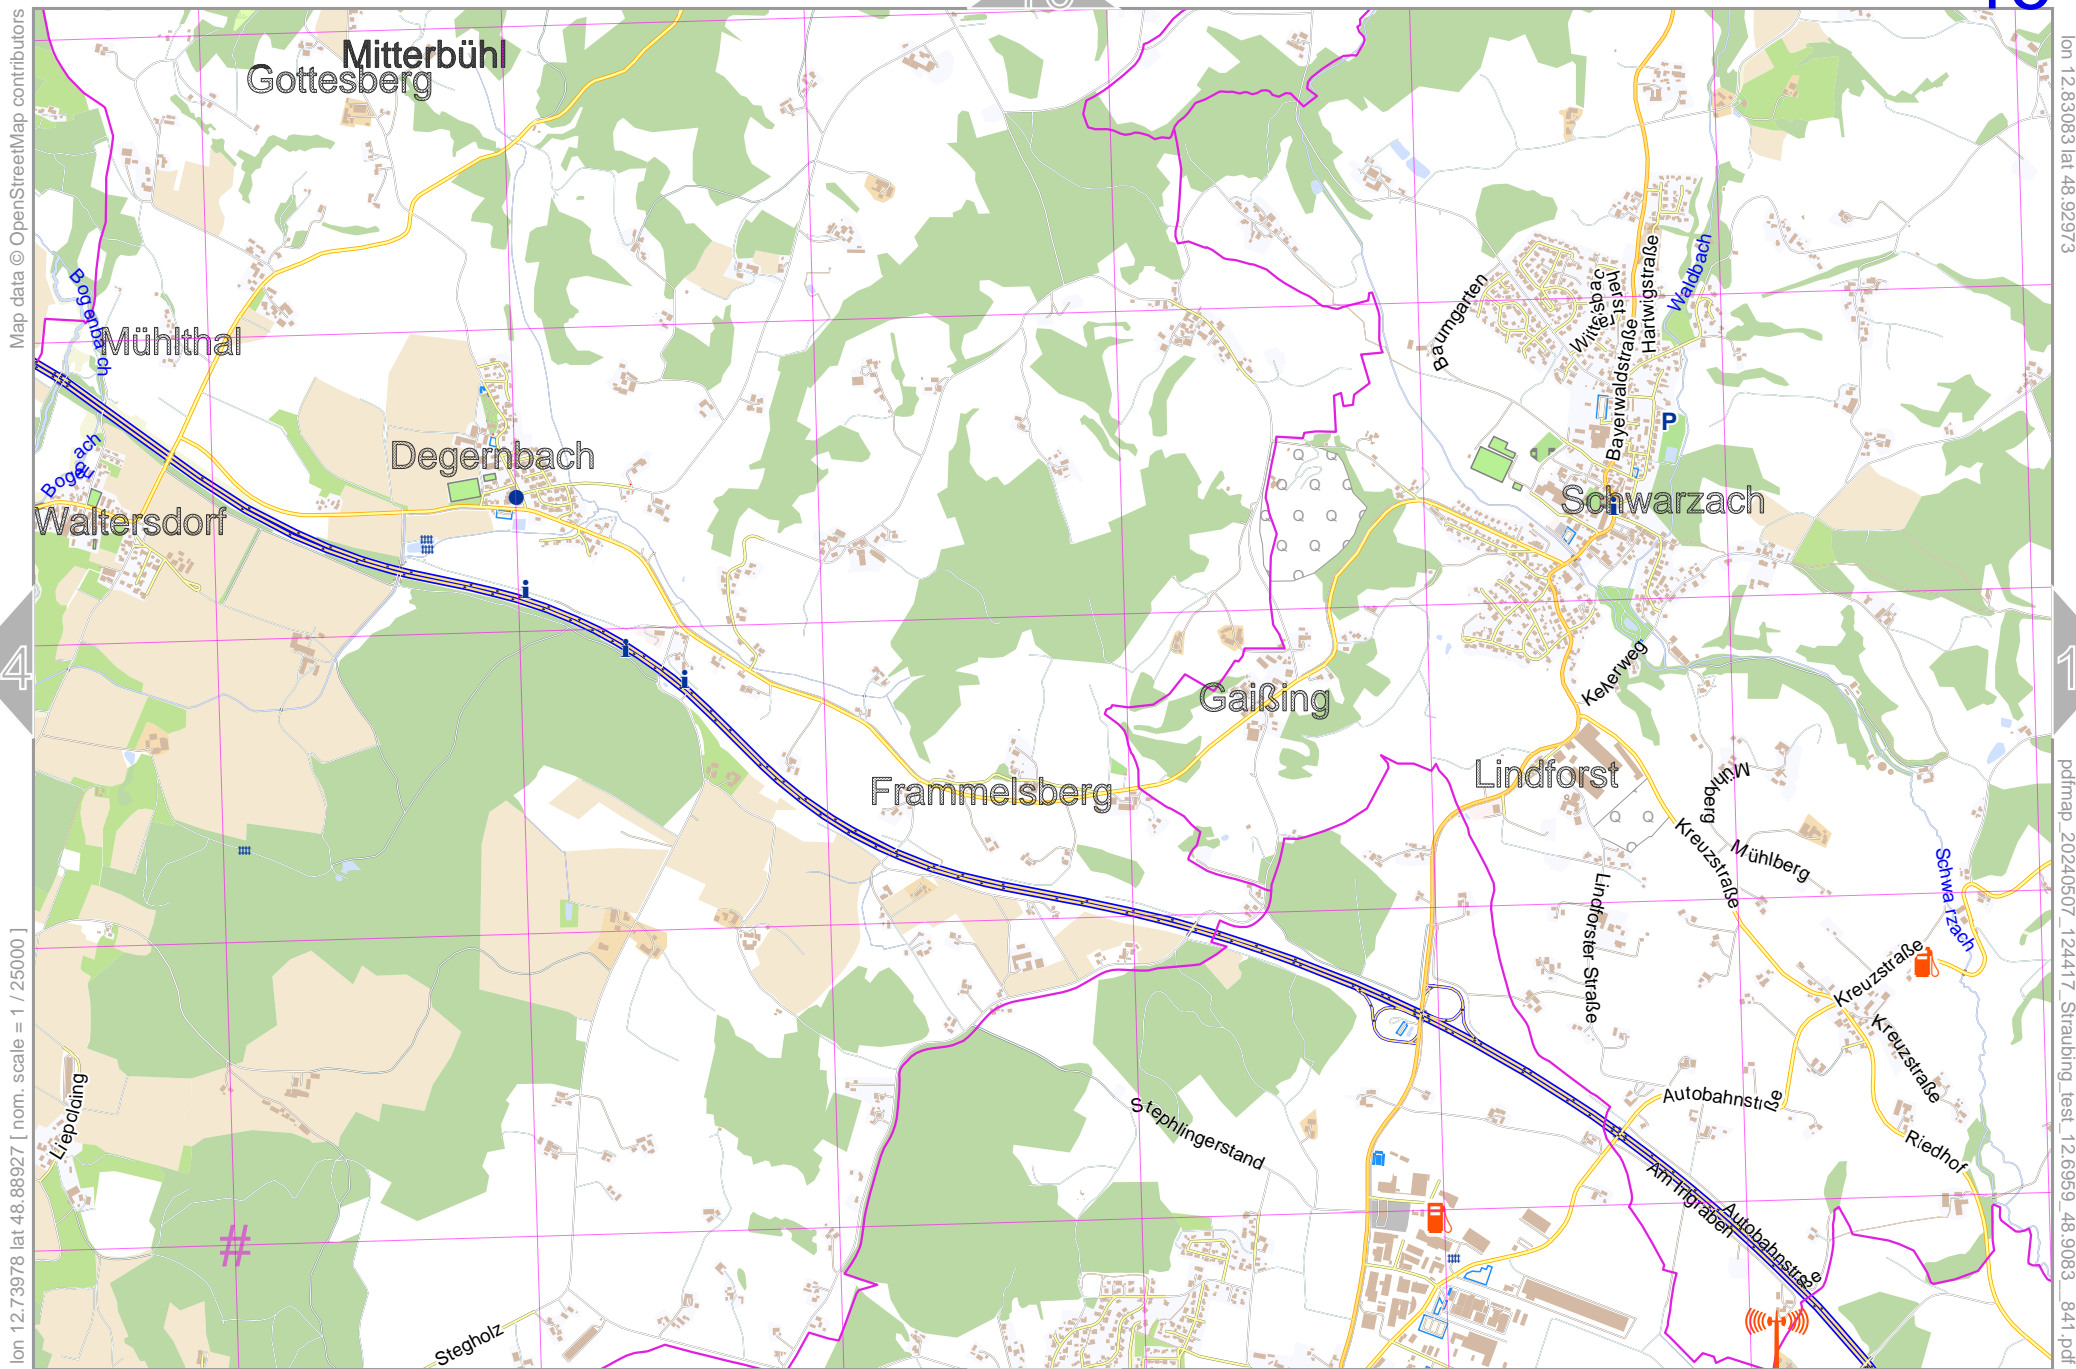 Map data © OpenStreetMap contributors
lon 12.73978 lat 48.88927 [ nom. scale = 1 / 25000 ]
lon 12.83083 lat 48.92973
pdfmap_20240507_124417_Straubing_test_12.6959_48.9083__841.pdf
Mitterbühl
Gottesberg
Bogenbach
Mühlthal
Waltersdorf
Degernbach
4
Baumgarten
Hartwigstraße
Bayerwaldstraße
Waldbach
P
Schwarzach
i
i
i
i
Kellerweg
Gaißing
Frammelsberg
Lindforst
Mühlberg
Mühlberg
Kreuzstraße
Lindforster Straße
Schwarzach
Kreuzstraße
Kreuzstraße
Autobahnstraße
Riedhof
Am Irlgraben
Autobahnstraße
Stephlingerstand
Liepolding
Stegholz
#